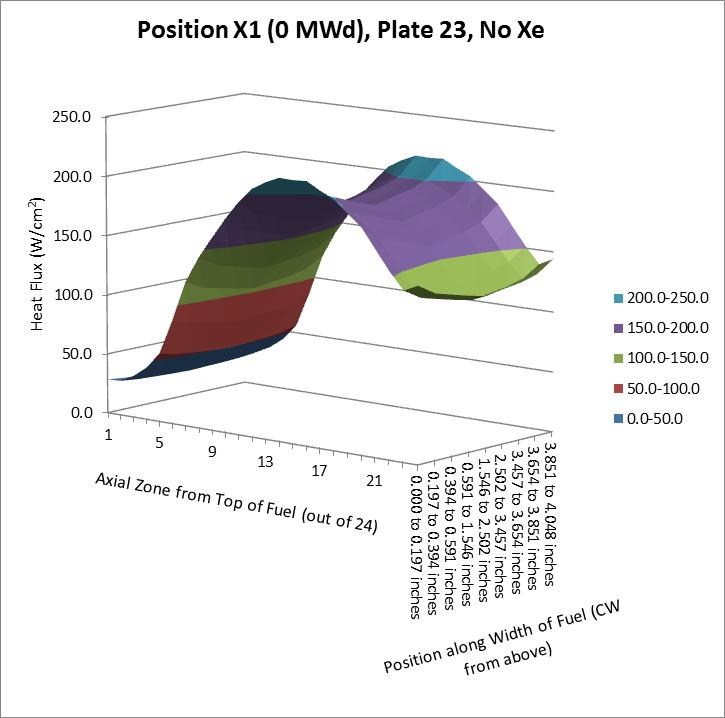 Position X1 (0 MWd), Plate 23, No Xe
250.0
200.0
150.0
100.0
50.0
0.0
Heat Flux (W/cm²)
1
5
9
13
17
21
Axial Zone from Top of Fuel (out of 24)
0.000 to 0.197 inches
0.197 to 0.394 inches
0.394 to 0.591 inches
0.591 to 1.546 inches
1.546 to 2.502 inches
2.502 to 3.457 inches
3.457 to 3.654 inches
3.654 to 3.851 inches
3.851 to 4.048 inches
Position along Width of Fuel (CW
from above)
200.0-250.0
150.0-200.0
100.0-150.0
50.0-100.0
0.0-50.0